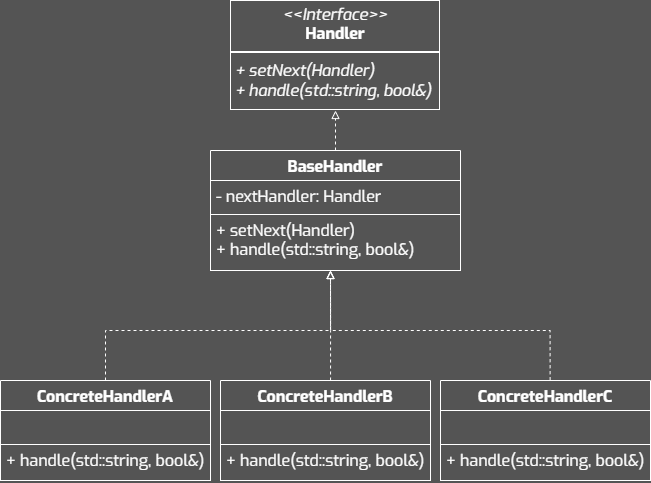 <<Interface>>
Handler
+ setNext(Handler)
+ handle(std::string, bool&)
BaseHandler
- nextHandler: Handler
+ setNext(Handler)
+ handle(std::string, bool&)
ConcreteHandlerA
+ handle(std::string, bool&)
ConcreteHandlerB
+ handle(std::string, bool&)
ConcreteHandlerC
+ handle(std::string, bool&)